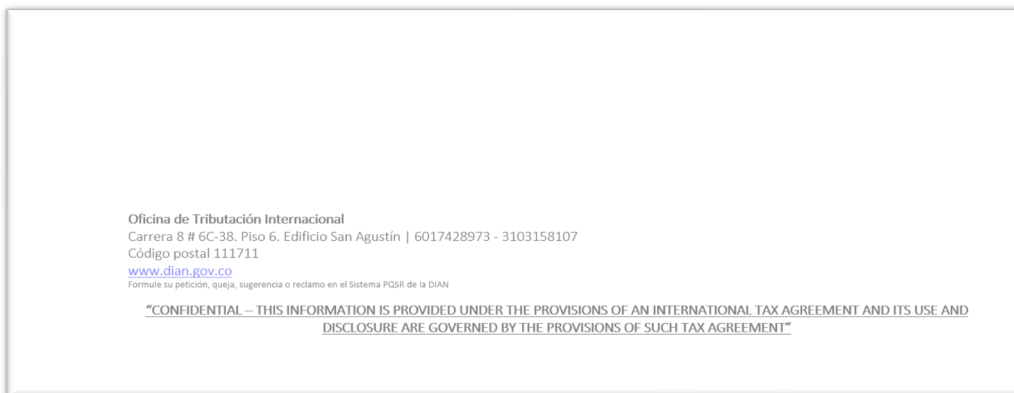 Oficina de Tributación Internacional
Carrera 8 # 6C-38. Piso 6. Edificio San Agustín | 6017428973 - 3103158107
Código postal 111711
www.dian.gov.co
Formule su petición, queja, sugerencia o reclamo en el Sistema PQSR de la DIAN
“CONFIDENTIAL – THIS INFORMATION IS PROVIDED UNDER THE PROVISIONS OF AN INTERNATIONAL TAX AGREEMENT AND ITS USE AND
DISCLOSURE ARE GOVERNED BY THE PROVISIONS OF SUCH TAX AGREEMENT”